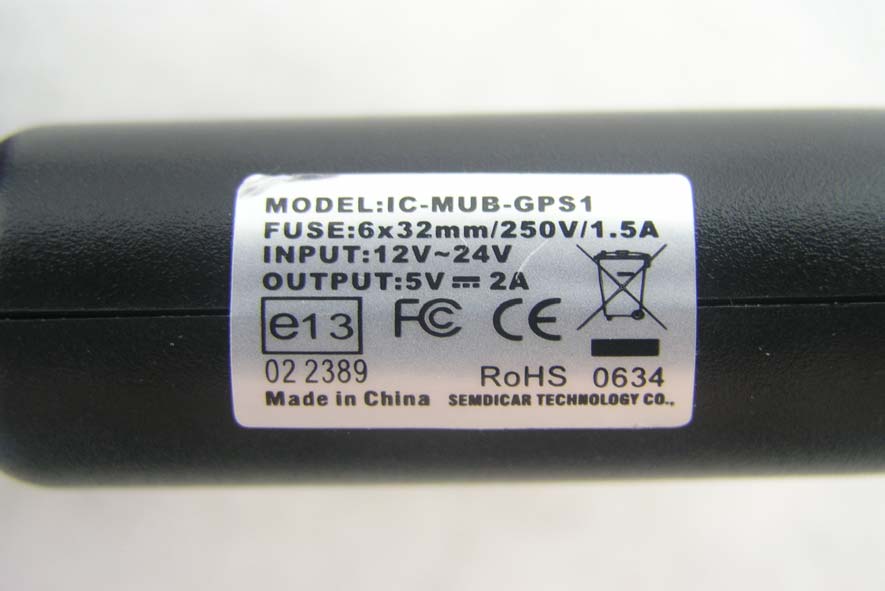 MODEL:IC-MUB-GPS1
FUSE:6x32mm/250V/1.5A
INPUT:12V~24V
OUTPUT:5V ⎓ 2A
e13 FC CE
02 2389 RoHS 0634
Made in China SEMDICAR TECHNOLOGY CO.,